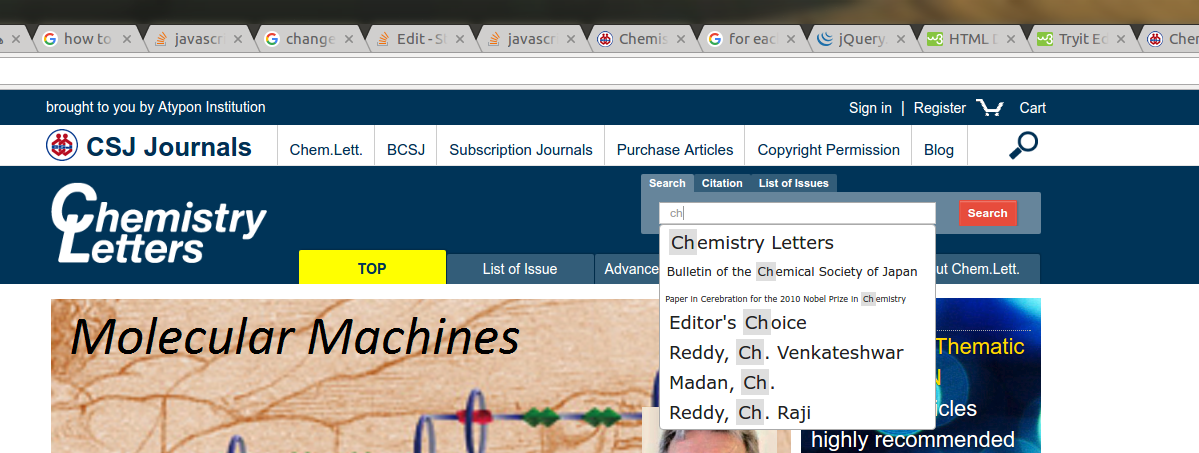 how to
javascr
change
Edit - St
javascr
Chemis
for eac
jQuery
HTML D
Tryit Ed
Chem
brought to you by Atypon Institution
Sign in | Register Cart
CSJ Journals
Chem.Lett. BCSJ Subscription Journals Purchase Articles Copyright Permission Blog
Search Citation List of Issues
ch Search
Chemistry
Letters
TOP List of Issue Advance ut Chem.Lett.
Chemistry Letters
Bulletin of the Chemical Society of Japan
Paper in Cerebration for the 2010 Nobel Prize in Chemistry
Editor's Choice
Reddy, Ch. Venkateshwar
Madan, Ch.
Reddy, Ch. Raji
Molecular Machines
Thematic
N
icles
highly recommended